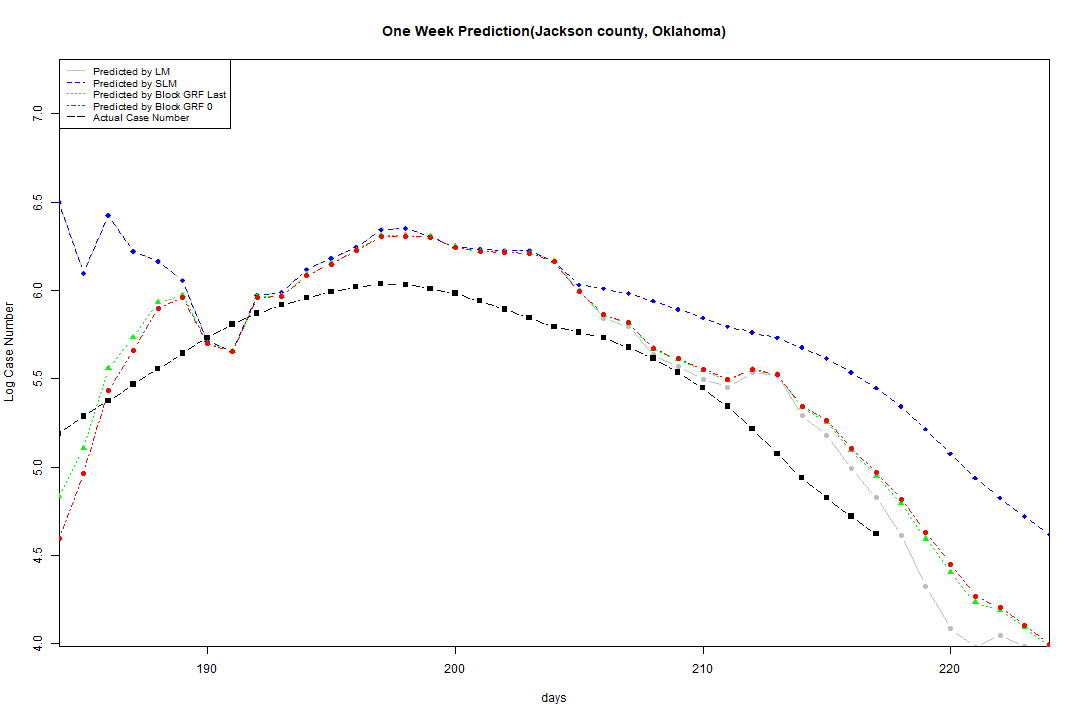 One Week Prediction(Jackson county, Oklahoma)
Predicted by LM
Predicted by SLM
Predicted by Block GRF Last
Predicted by Block GRF 0
Actual Case Number
7.0
6.5
6.0
5.5
5.0
4.5
4.0
Log Case Number
190 200 210 220
days